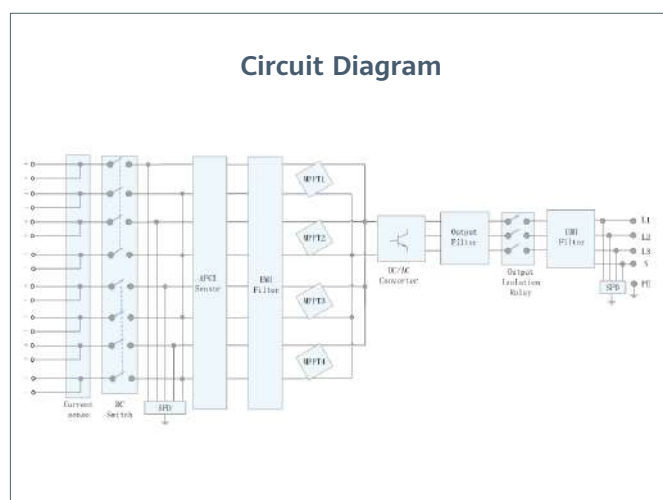 Circuit Diagram
MPPT1
MPPT2
MPPT3
MPPT4
AFCI
Sensor
EMI
Filter
DC/AC
Converter
Output
Filter
Output
Isolation
Relay
EMI
Filter
L1
L2
L3
N
PE
SPD
Current
sensor
DC
Switch
SPD